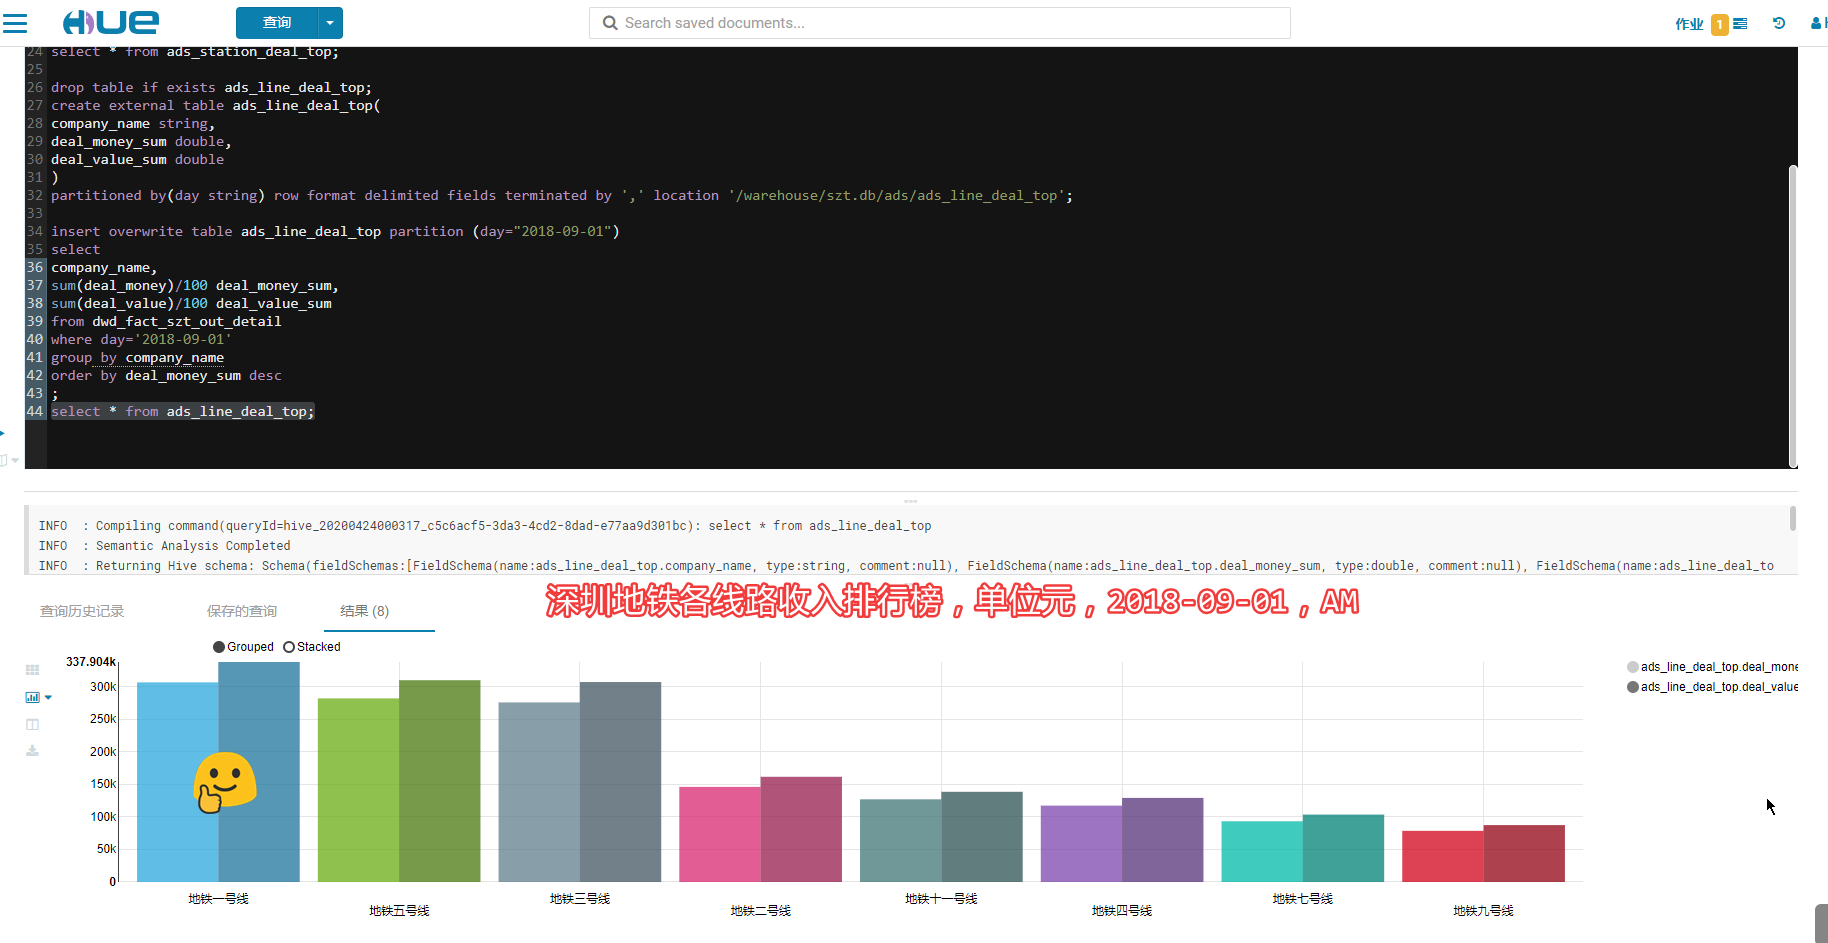 HUE
查询
Search saved documents...
作业 1
24 select * from ads_station_deal_top;
25
26 drop table if exists ads_line_deal_top;
27 create external table ads_line_deal_top(
28 company_name string,
29 deal_money_sum double,
30 deal_value_sum double
31 )
32 partitioned by(day string) row format delimited fields terminated by ',' location '/warehouse/szt.db/ads/ads_line_deal_top';
33
34 insert overwrite table ads_line_deal_top partition (day="2018-09-01")
35 select
36 company_name,
37 sum(deal_money)/100 deal_money_sum,
38 sum(deal_value)/100 deal_value_sum
39 from dwd_fact_szt_out_detail
40 where day='2018-09-01'
41 group by company_name
42 order by deal_money_sum desc
43 ;
44 select * from ads_line_deal_top;
INFO : Compiling command(queryId=hive_20200424000317_c5c6acf5-3da3-4cd2-8dad-e77aa9d301bc): select * from ads_line_deal_top
INFO : Semantic Analysis Completed
INFO : Returning Hive schema: Schema(fieldSchemas:[FieldSchema(name:ads_line_deal_top.company_name, type:string, comment:null), FieldSchema(name:ads_line_deal_top.deal_money_sum, type:double, comment:null), FieldSchema(name:ads_line_deal_to
深圳地铁各线路收入排行榜，单位元，2018-09-01，AM
查询历史记录 保存的查询 结果 (8)
Grouped Stacked
337.904k
300k
250k
200k
150k
100k
50k
0
ads_line_deal_top.deal_mone
ads_line_deal_top.deal_value
地铁一号线
地铁五号线
地铁三号线
地铁二号线
地铁十一号线
地铁四号线
地铁七号线
地铁九号线